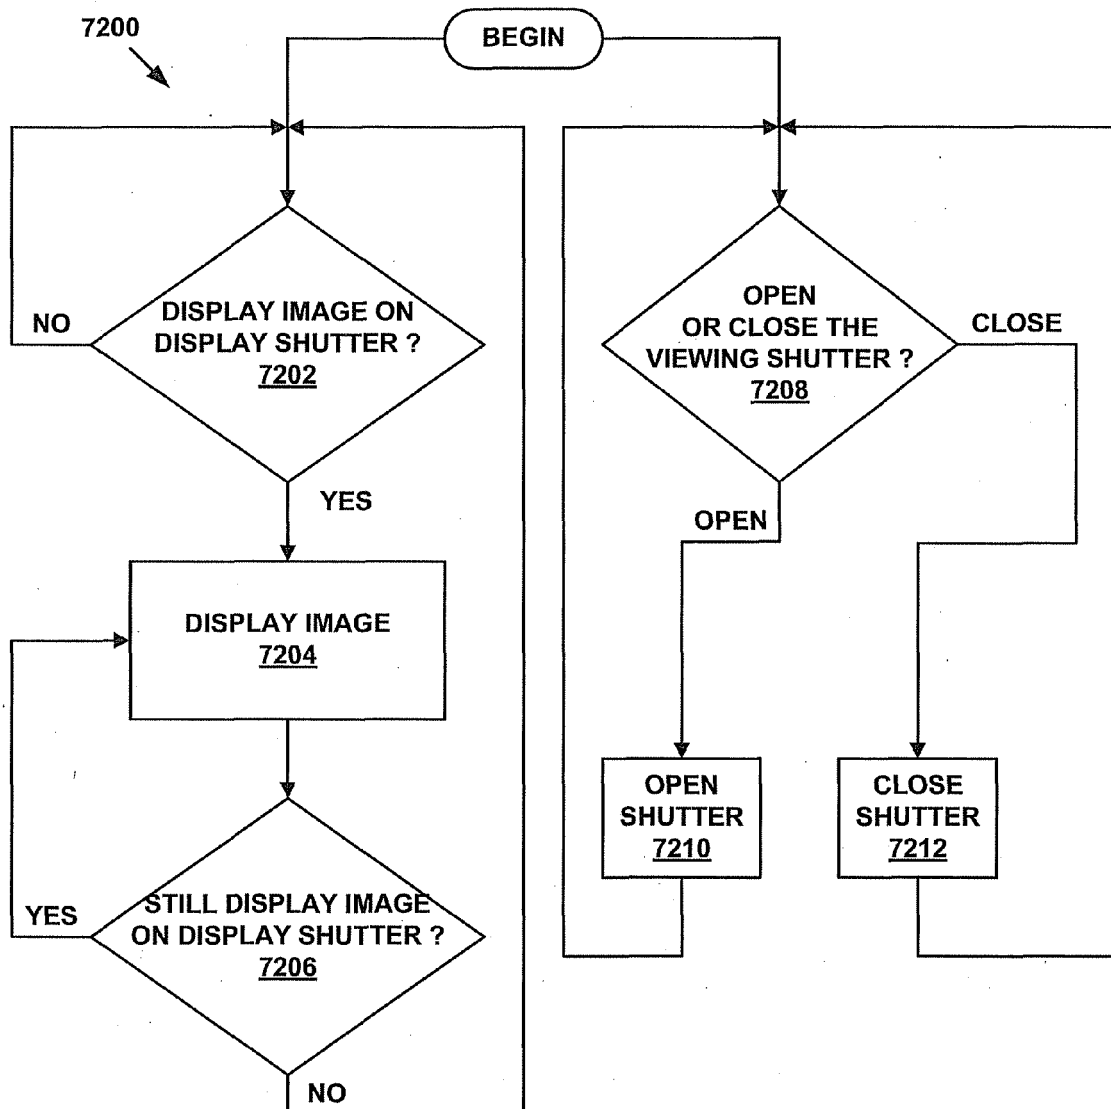 7200
BEGIN
DISPLAY IMAGE ON
DISPLAY SHUTTER ?
7202
NO
YES
DISPLAY IMAGE
7204
STILL DISPLAY IMAGE
ON DISPLAY SHUTTER ?
7206
YES
NO
OPEN
OR CLOSE THE
VIEWING SHUTTER ?
7208
CLOSE
OPEN
OPEN
SHUTTER
7210
CLOSE
SHUTTER
7212